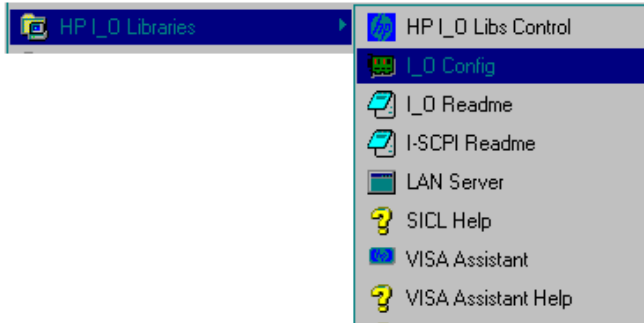 HP I_O Libraries
HP I_O Libs Control
I_O Config
I_O Readme
I-SCPI Readme
LAN Server
SICL Help
VISA Assistant
VISA Assistant Help